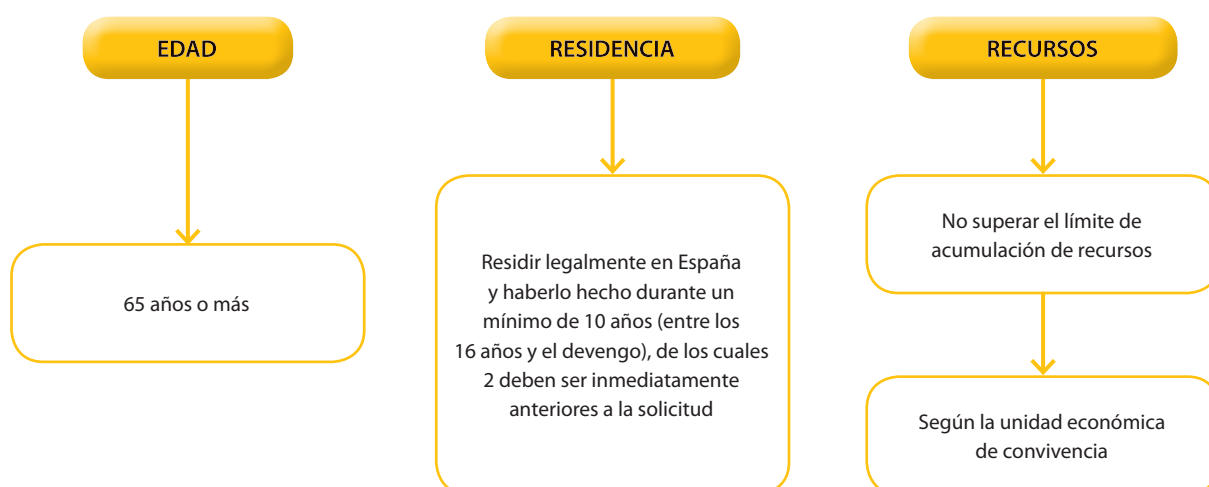 EDAD
65 años o más
RESIDENCIA
Residir legalmente en España
y haberlo hecho durante un
mínimo de 10 años (entre los
16 años y el devengo), de los cuales
2 deben ser inmediatamente
anteriores a la solicitud
RECURSOS
No superar el límite de
acumulación de recursos
Según la unidad económica
de convivencia